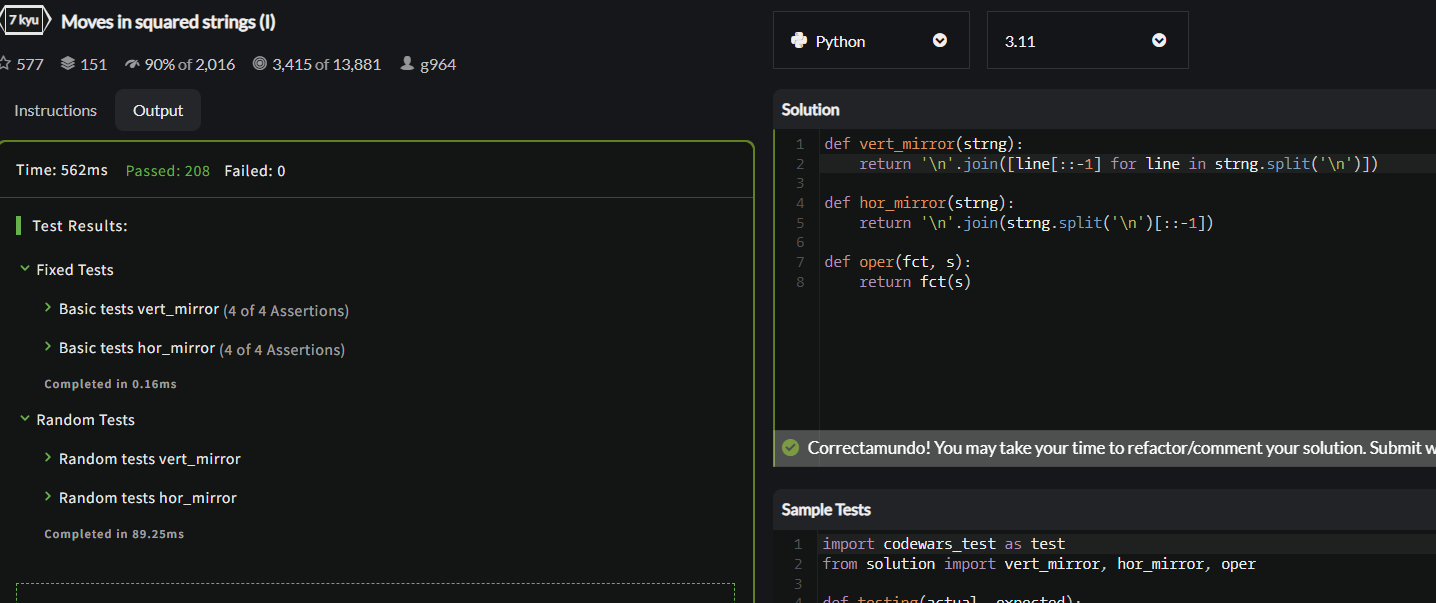 7 kyu Moves in squared strings (I)
577 151 90% of 2,016 3,415 of 13,881 g964
Instructions Output
Time: 562ms Passed: 208 Failed: 0
Test Results:
Fixed Tests
Basic tests vert_mirror (4 of 4 Assertions)
Basic tests hor_mirror (4 of 4 Assertions)
Completed in 0.16ms
Random Tests
Random tests vert_mirror
Random tests hor_mirror
Completed in 89.25ms
Python 3.11
Solution
1 def vert_mirror(strng):
2 return '\n'.join([line[::-1] for line in strng.split('\n')])
3
4 def hor_mirror(strng):
5 return '\n'.join(strng.split('\n')[::-1])
6
7 def oper(fct, s):
8 return fct(s)
Correctamundo! You may take your time to refactor/comment your solution. Submit w
Sample Tests
1 import codewars_test as test
2 from solution import vert_mirror, hor_mirror, oper
3
4 def testing(actual, expected):